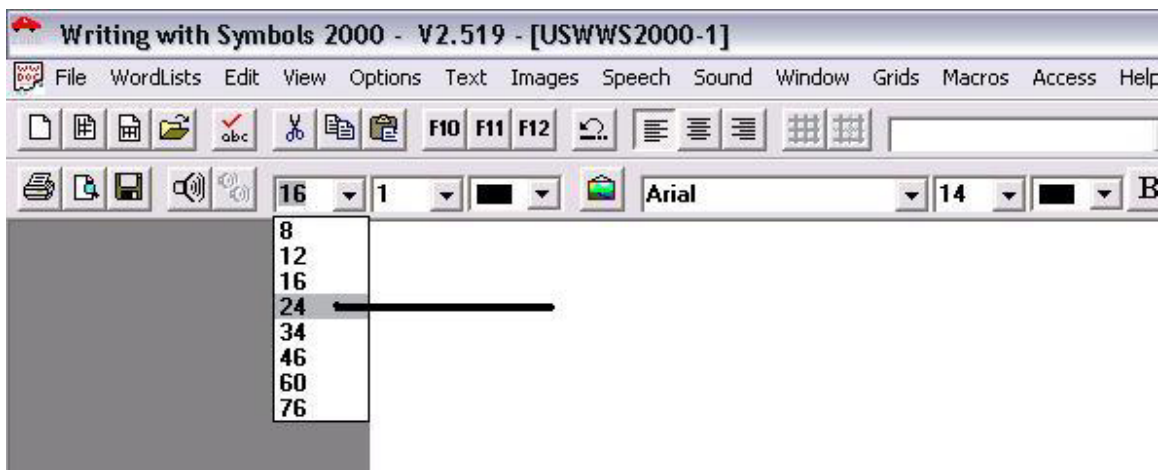 Writing with Symbols 2000 - V2.519 - [USWWS2000-1]
File WordLists Edit View Options Text Images Speech Sound Window Grids Macros Access Help
abc F10 F11 F12
16 1 Arial 14 B
8
12
16
24
34
46
60
76